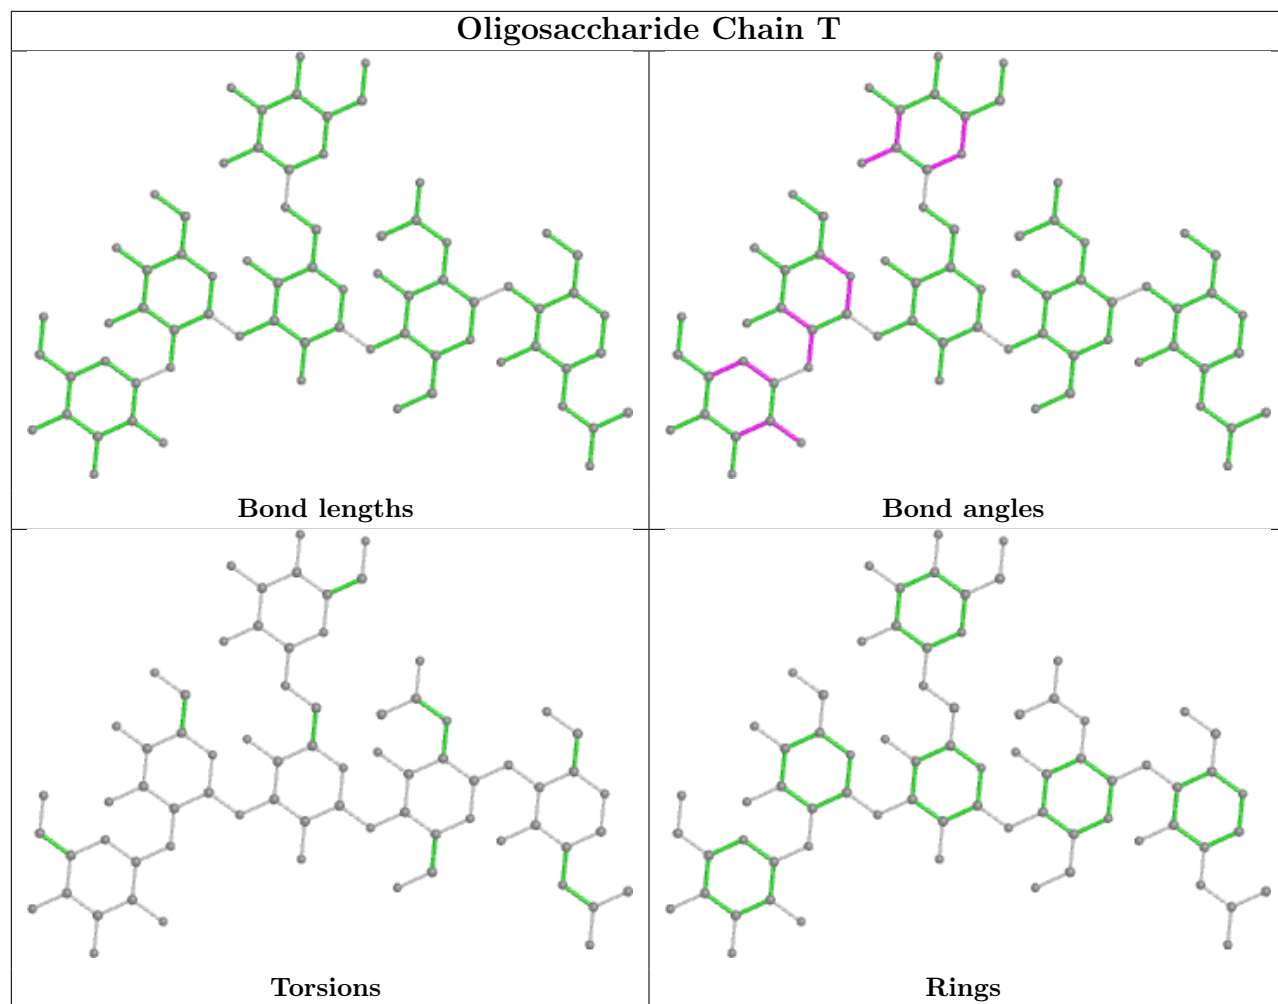 Oligosaccharide Chain T
Bond lengths
Bond angles
Torsions
Rings